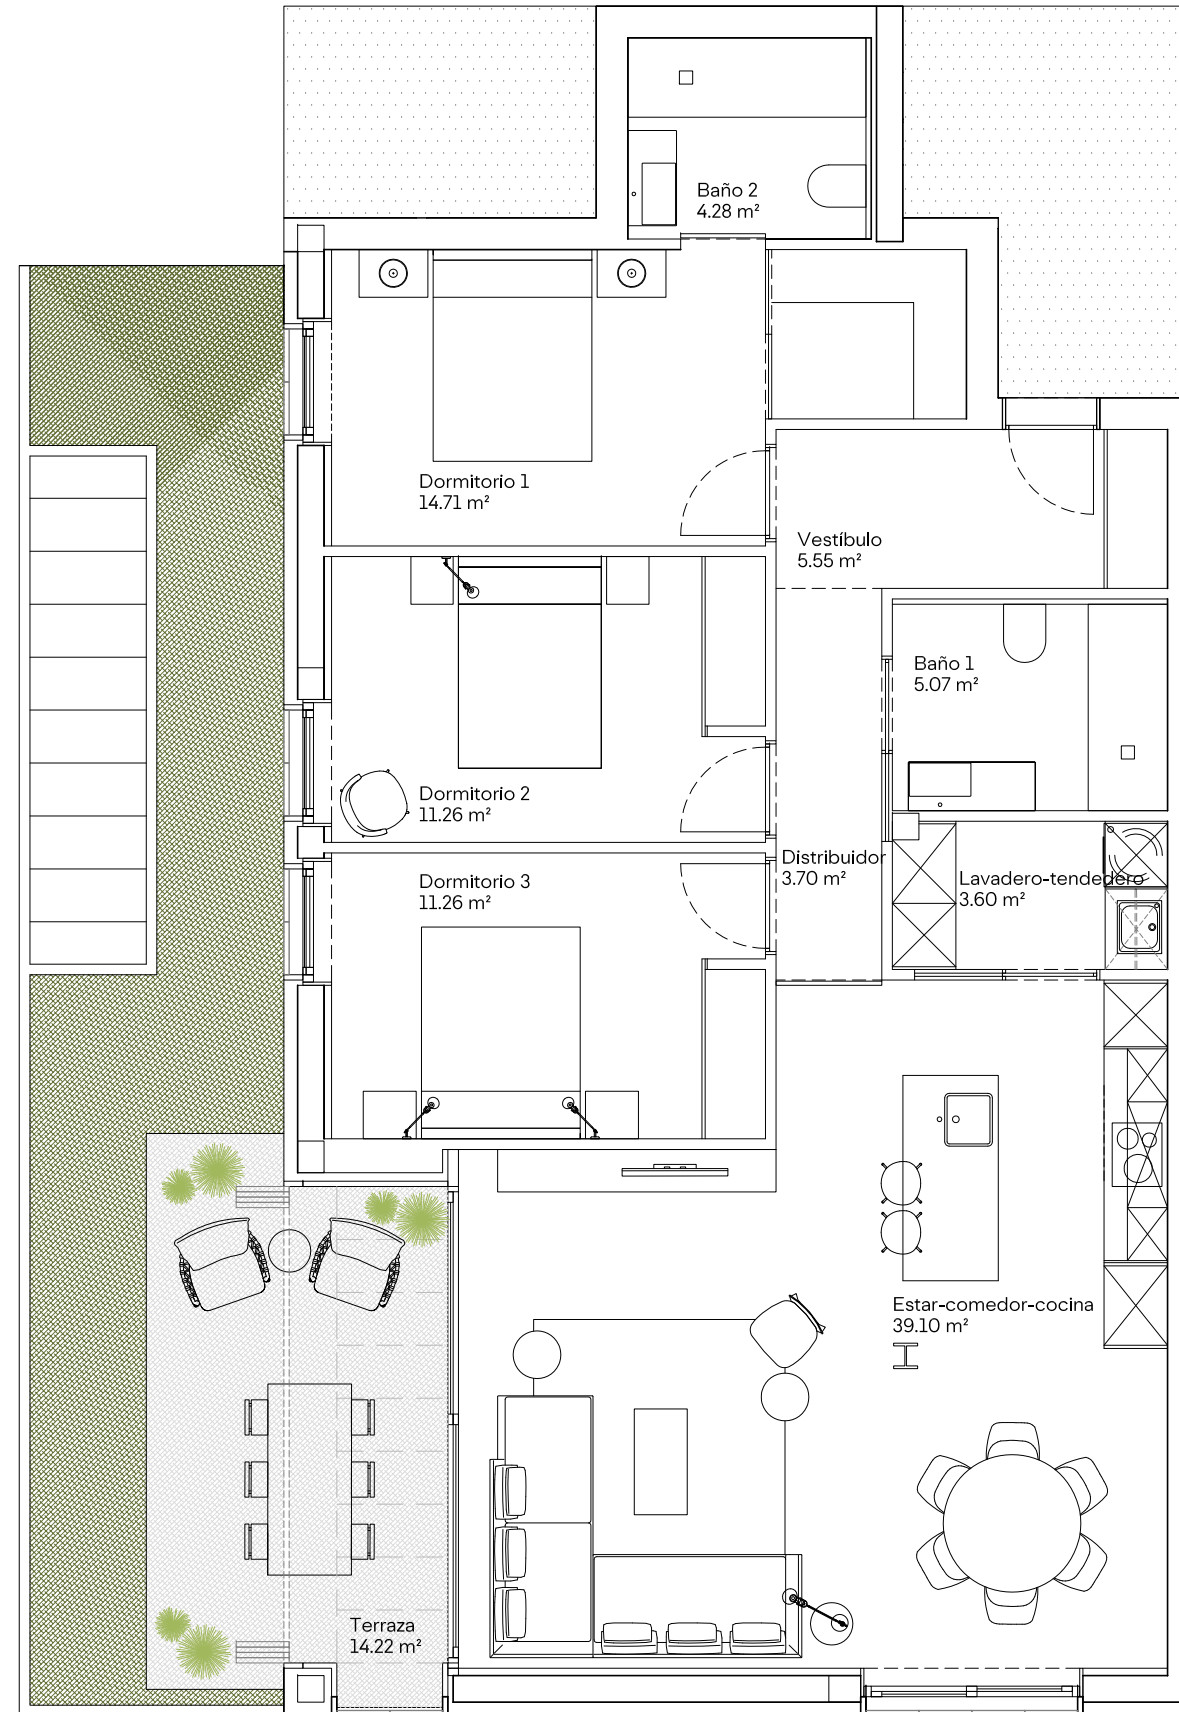 Baño 2
4.28 m²
Dormitorio 1
14.71 m²
Vestíbulo
5.55 m²
Baño 1
5.07 m²
Dormitorio 2
11.26 m²
Distribuidor
3.70 m²
Dormitorio 3
11.26 m²
Lavadero-tendedero
3.60 m²
Estar-comedor-cocina
39.10 m²
Terraza
14.22 m²